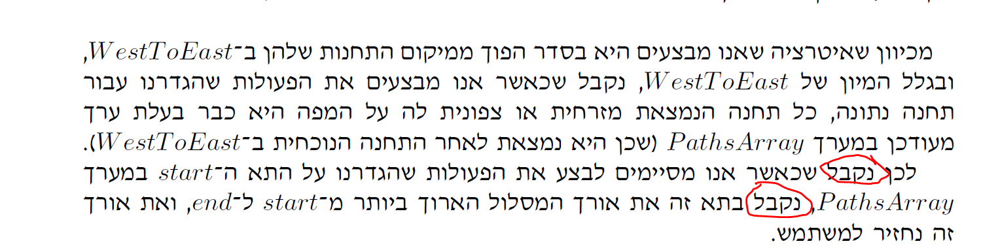 מכיוון שאיטרציה שאנו מבצעים היא בסדר הפוך ממיקום התחנות שלהן ב־WestToEast,
ובגלל המיון של WestToEast, נקבל שכאשר אנו מבצעים את הפעולות שהגדרנו עבור
תחנה נתונה, כל תחנה הנמצאת מזרחית או צפונית לה על המפה היא כבר בעלת ערך
מעודכן במערך PathsArray (שכן היא נמצאת לאחר התחנה הנוכחית ב־WestToEast).
לכן נקבל שכאשר אנו מסיימים לבצע את הפעולות שהגדרנו על התא ה־start במערך
PathsArray, נקבל בתא זה את אורך המסלול הארוך ביותר מ־start ל־end, ואת אורך
זה נחזיר למשתמש.